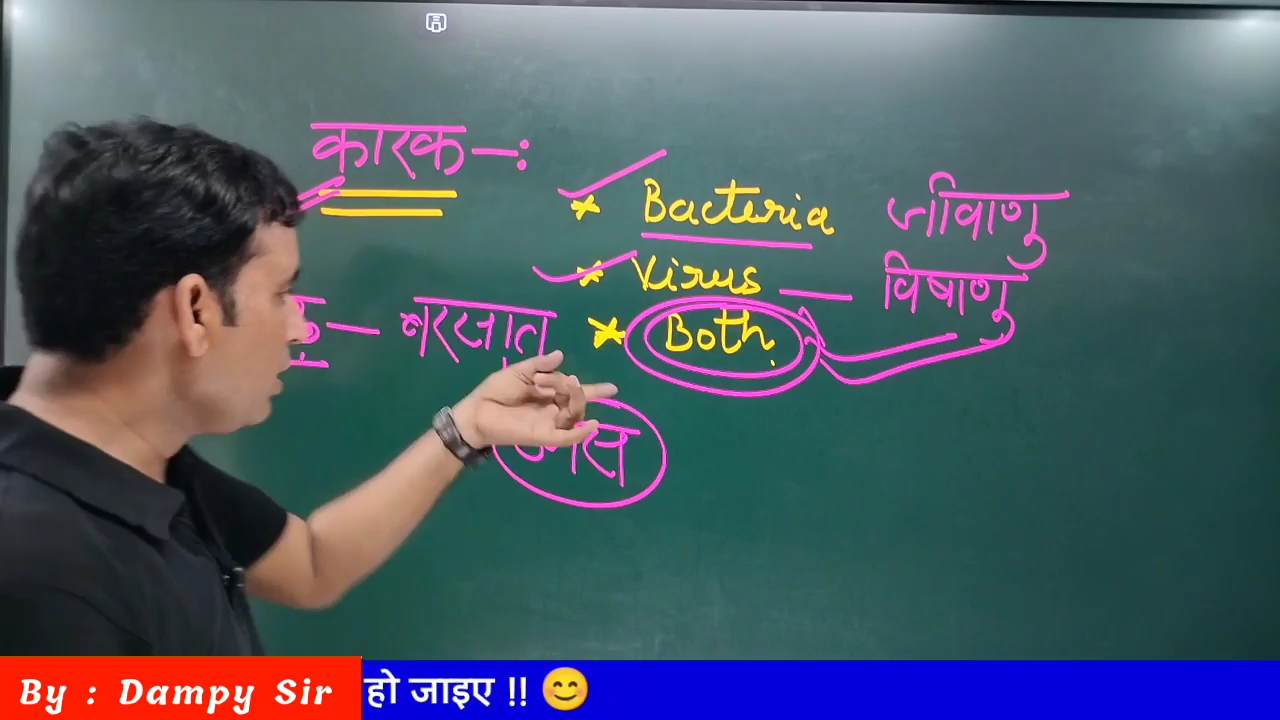 कारक -:
* Bacteria जीवाणु
* Virus — विषाणु
— बरसात * Both
By : Dampy Sir हो जाइए !! 😊